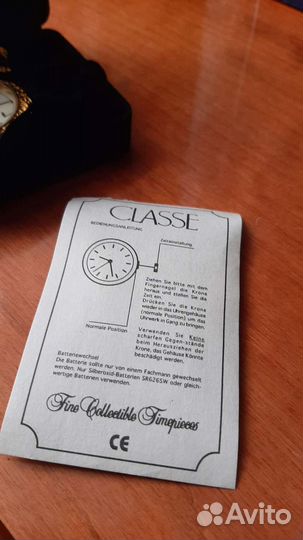 CLASSE
BEDIENUNGSANLEITUNG
Zeiteinstellung
Ziehen Sie bitte mit dem
Fingernagel die Krone
heraus und stellen Sie die
Zeit ein.
Drücken Sie die Krone
wieder in das Uhrengehäuse
(normale Position) um das
Uhrwerk in Gang zu bringen.
Normale Position
Verwenden Sie Keine
scharfen Gegen-stände
beim Herausziehen der
Krone, das Gehäuse Könnte
beschädigt werden.
Batteriewechsel
Die Batterie sollte nur von einem Fachmann gewechselt
werden. Nur Silberoxid-Batterien SR626SW oder gleich-
wertige Batterien verwenden.
Fine Collectible Timepieces
CE
Avito